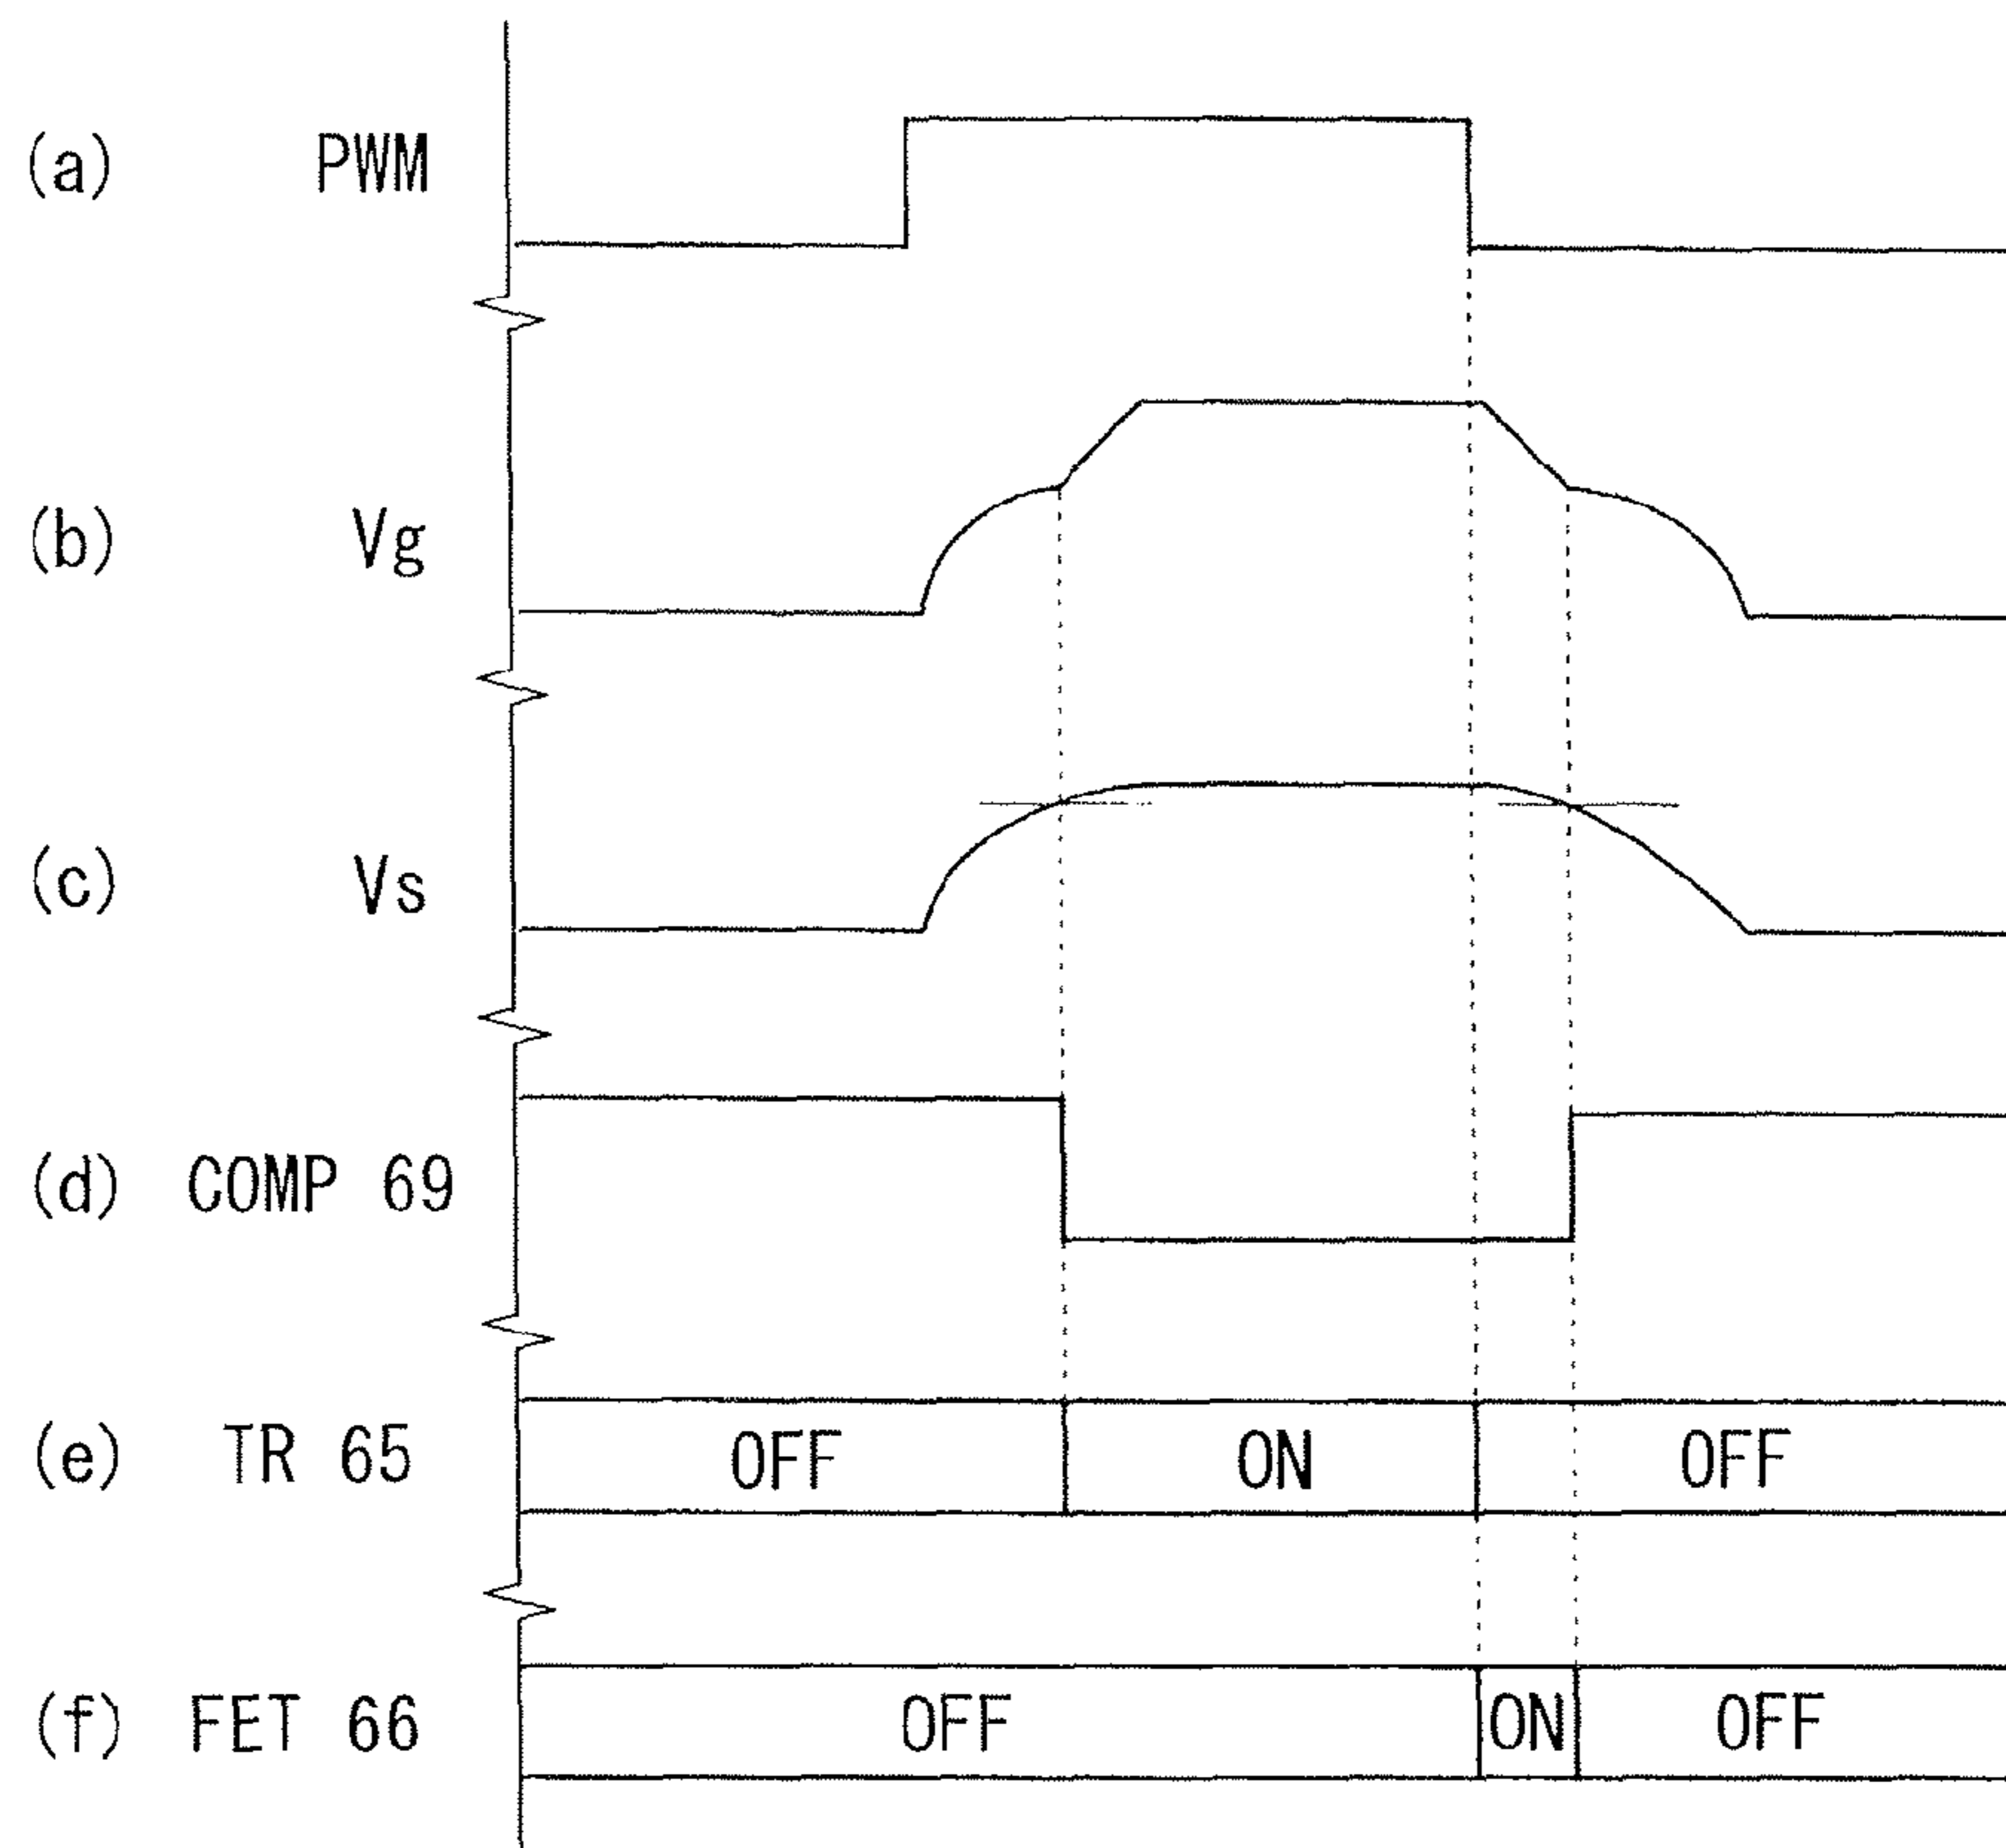 (a) PWM
(b) Vg
(c) Vs
(d) COMP 69
(e) TR 65 OFF ON OFF
(f) FET 66 OFF ON OFF